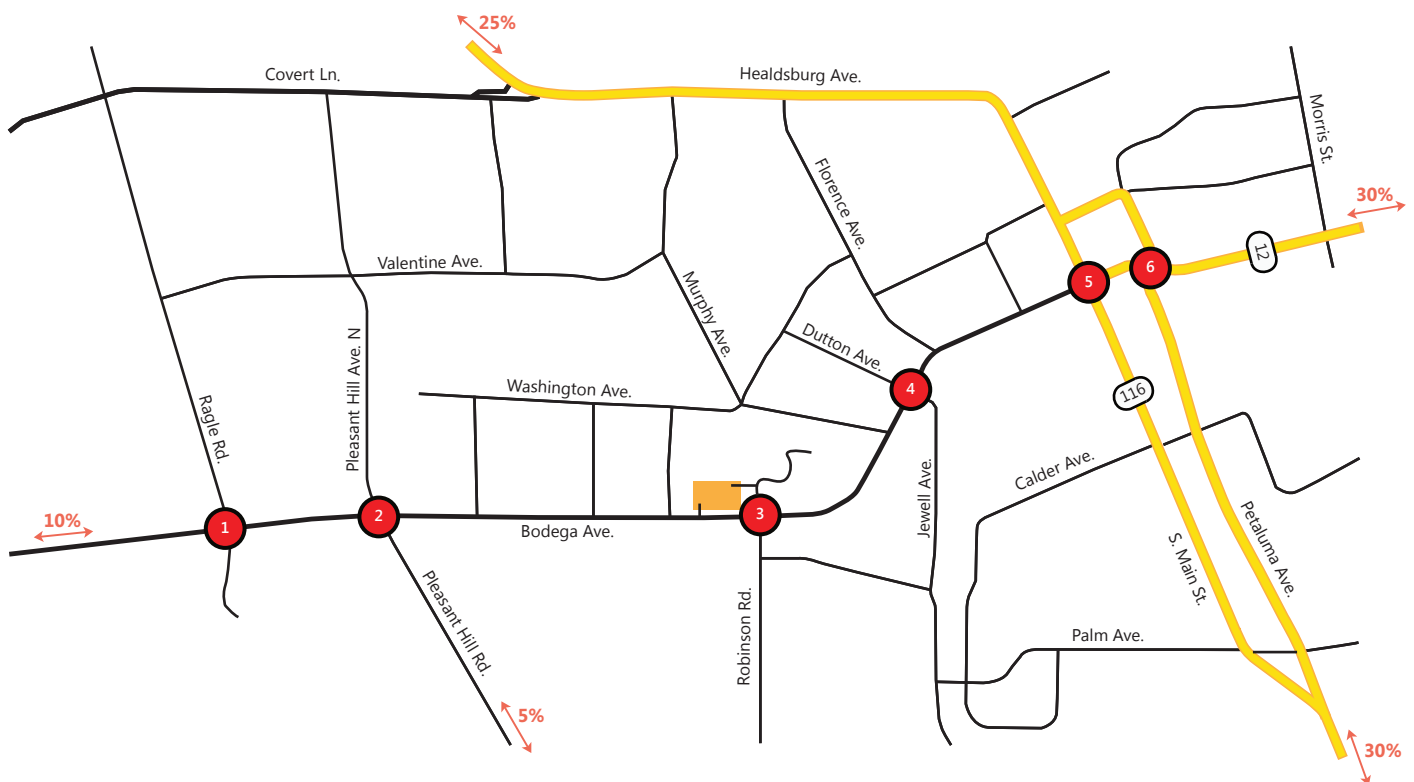 25%
Covert Ln.
Healdsburg Ave.
Morris St.
30%
Florence Ave.
12
6
5
Valentine Ave.
Murphy Ave.
Dutton Ave.
Pleasant Hill Ave. N
Washington Ave.
4
116
Ragle Rd.
Calder Ave.
Jewell Ave.
10%
1
2
3
Bodega Ave.
Petaluma Ave.
S. Main St.
Pleasant Hill Rd.
Robinson Rd.
Palm Ave.
5%
30%